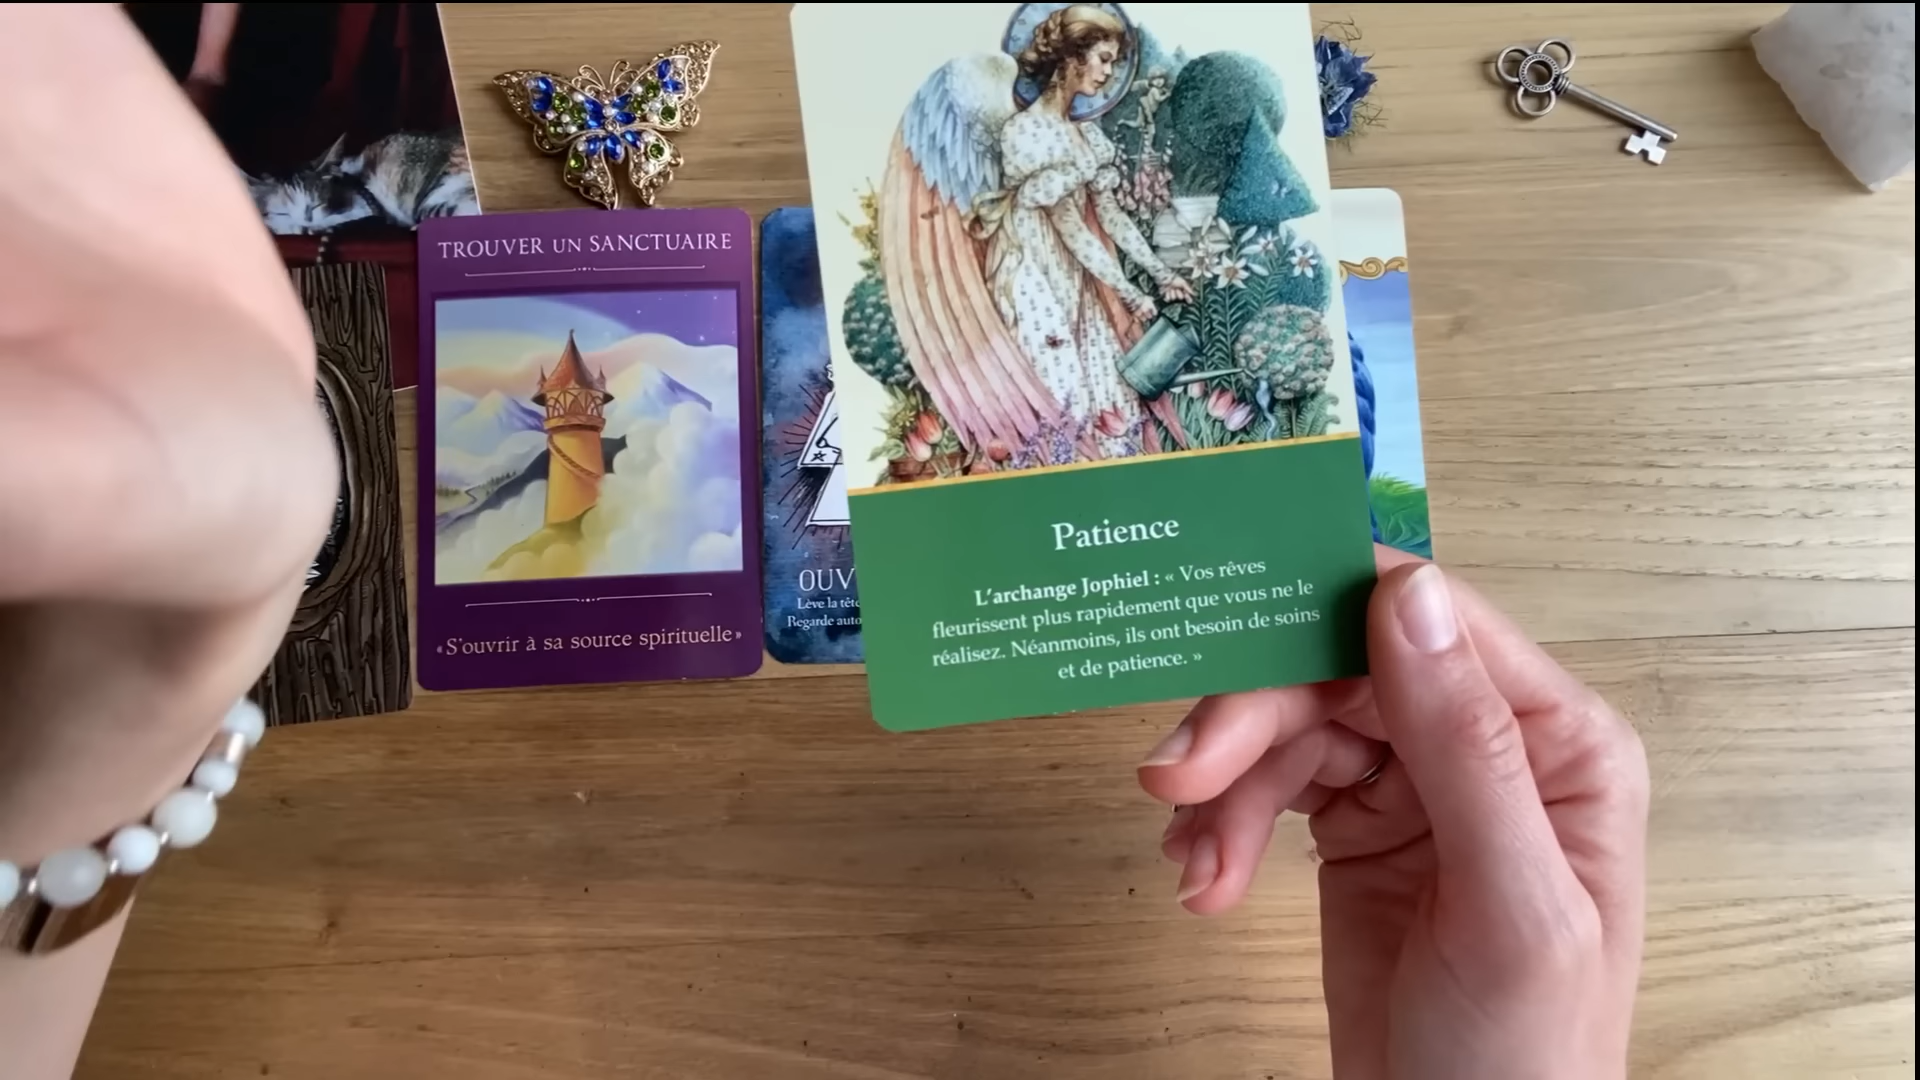 TROUVER UN SANCTUAIRE
«S'ouvrir à sa source spirituelle»
OUV
Lève la tête
Regarde auto
Patience
L'archange Jophiel : « Vos rêves
fleurissent plus rapidement que vous ne le
réalisez. Néanmoins, ils ont besoin de soins
et de patience. »